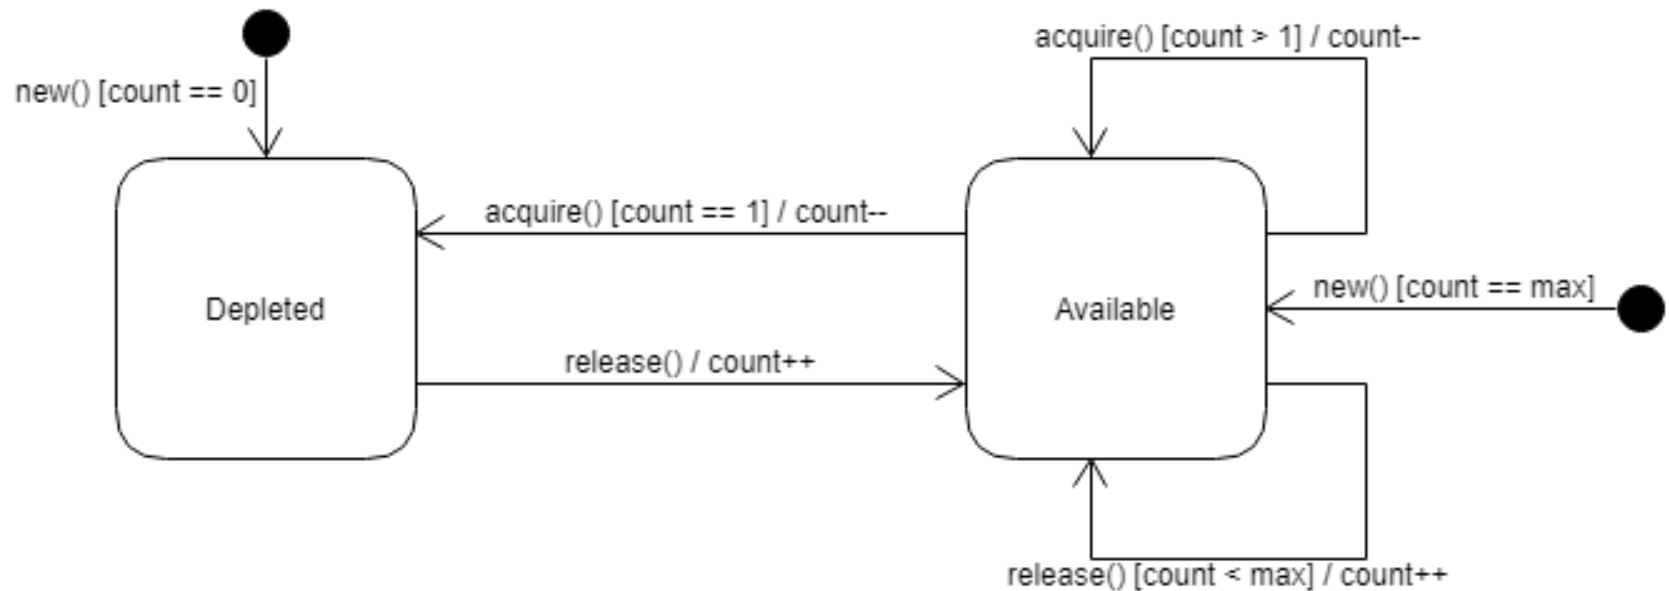 acquire() [count > 1] / count--
new() [count == 0]
acquire() [count == 1] / count--
new() [count == max]
Depleted
Available
release() / count++
release() [count < max] / count++